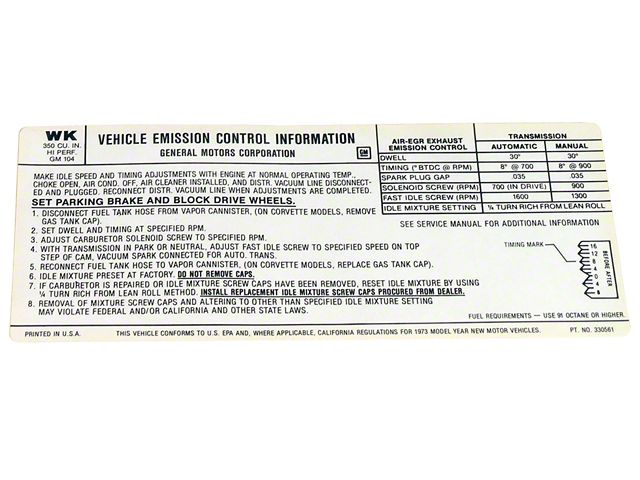 WK
350 CU. IN.
HI PERF.
GM 104
VEHICLE EMISSION CONTROL INFORMATION
GENERAL MOTORS CORPORATION
GM
MAKE IDLE SPEED AND TIMING ADJUSTMENTS WITH ENGINE AT NORMAL OPERATING TEMP.,
CHOKE OPEN, AIR COND. OFF, AIR CLEANER INSTALLED, AND DISTR. VACUUM LINE DISCONNECT-
ED AND PLUGGED. RECONNECT DISTR. VACUUM LINE WHEN ADJUSTMENTS ARE COMPLETED.
SET PARKING BRAKE AND BLOCK DRIVE WHEELS.
1. DISCONNECT FUEL TANK HOSE FROM VAPOR CANNISTER, (ON CORVETTE MODELS, REMOVE
GAS TANK CAP).
2. SET DWELL AND TIMING AT SPECIFIED RPM.
3. ADJUST CARBURETOR SOLENOID SCREW TO SPECIFIED RPM.
4. WITH TRANSMISSION IN PARK OR NEUTRAL, ADJUST FAST IDLE SCREW TO SPECIFIED SPEED ON TOP
STEP OF CAM, VACUUM SPARK CONNECTED FOR AUTO. TRANS.
5. RECONNECT FUEL TANK HOSE TO VAPOR CANNISTER, (ON CORVETTE MODELS, REPLACE GAS TANK CAP).
6. IDLE MIXTURE PRESET AT FACTORY. DO NOT REMOVE CAPS.
7. IF CARBURETOR IS REPAIRED OR IDLE MIXTURE SCREW CAPS HAVE BEEN REMOVED, RESET IDLE MIXTURE BY USING
¼ TURN RICH FROM LEAN ROLL METHOD. INSTALL REPLACEMENT IDLE MIXTURE SCREW CAPS PROCURED FROM DEALER.
8. REMOVAL OF MIXTURE SCREW CAPS AND ALTERING TO OTHER THAN SPECIFIED IDLE MIXTURE SETTING
MAY VIOLATE FEDERAL AND/OR CALIFORNIA AND OTHER STATE LAWS.
AIR-EGR EXHAUST TRANSMISSION
EMISSION CONTROL AUTOMATIC MANUAL
DWELL 30° 30°
TIMING (°BTDC @ RPM) 8° @ 700 8° @ 900
SPARK PLUG GAP .035 .035
SOLENOID SCREW (RPM) 700 (IN DRIVE) 900
FAST IDLE SCREW (RPM) 1600 1300
IDLE MIXTURE SETTING ¼ TURN RICH FROM LEAN ROLL
SEE SERVICE MANUAL FOR ADDITIONAL INFORMATION
TIMING MARK
16
12
8
4
0
4
8
BEFORE AFTER
FUEL REQUIREMENTS — USE 91 OCTANE OR HIGHER.
PRINTED IN U.S.A. THIS VEHICLE CONFORMS TO U.S. EPA AND, WHERE APPLICABLE, CALIFORNIA REGULATIONS FOR 1973 MODEL YEAR NEW MOTOR VEHICLES. PT. NO. 330561